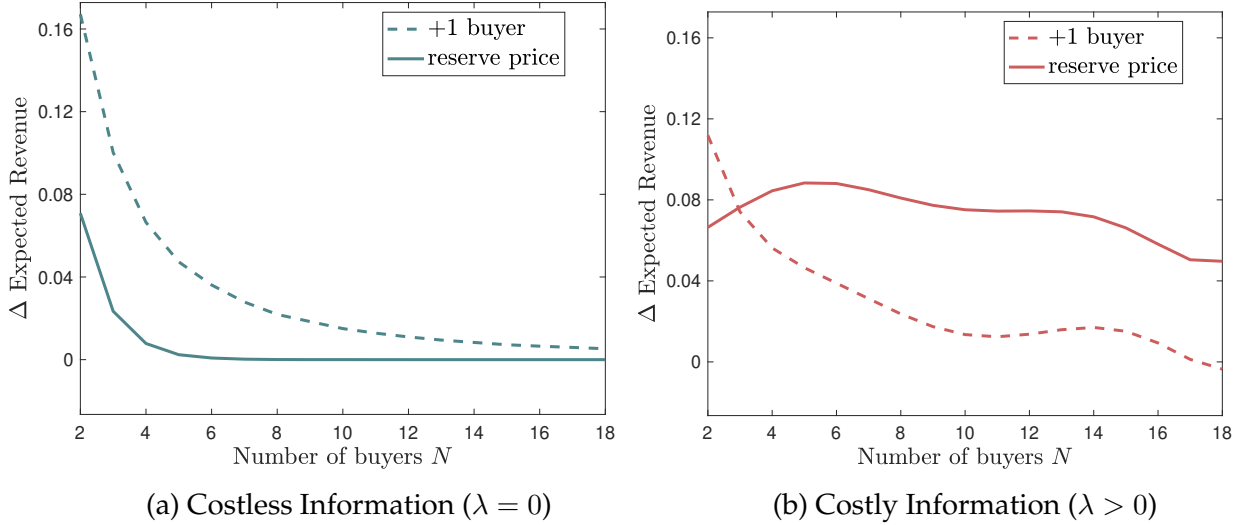 0.16
0.12
0.08
0.04
0
Δ Expected Revenue
+1 buyer
reserve price
2 4 6 8 10 12 14 16 18
Number of buyers N
(a) Costless Information (λ = 0)
0.16
0.12
0.08
0.04
0
Δ Expected Revenue
+1 buyer
reserve price
2 4 6 8 10 12 14 16 18
Number of buyers N
(b) Costly Information (λ > 0)